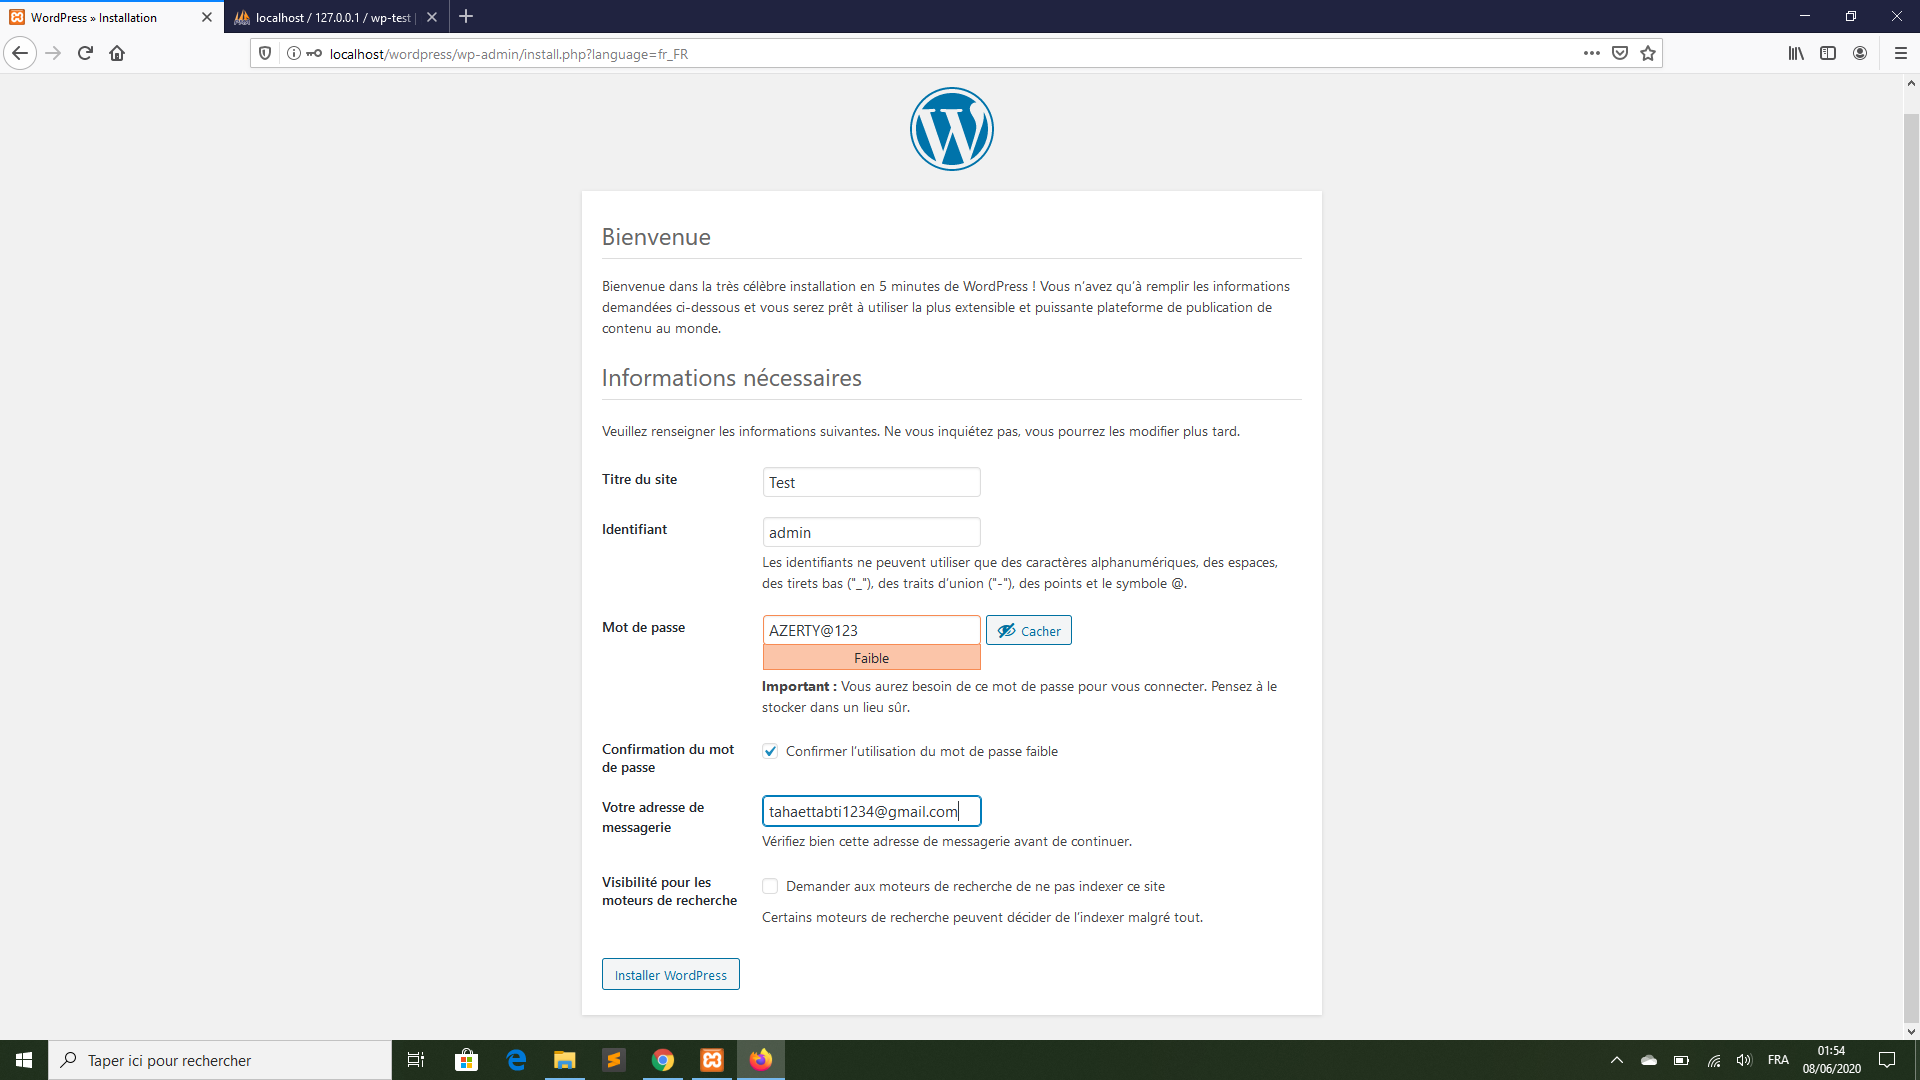 WordPress » Installation
localhost / 127.0.0.1 / wp-test |
localhost/wordpress/wp-admin/install.php?language=fr_FR
Bienvenue
Bienvenue dans la très célèbre installation en 5 minutes de WordPress ! Vous n’avez qu’à remplir les informations
demandées ci-dessous et vous serez prêt à utiliser la plus extensible et puissante plateforme de publication de
contenu au monde.
Informations nécessaires
Veuillez renseigner les informations suivantes. Ne vous inquiétez pas, vous pourrez les modifier plus tard.
Titre du site
Test
Identifiant
admin
Les identifiants ne peuvent utiliser que des caractères alphanumériques, des espaces,
des tirets bas ("_"), des traits d’union ("-"), des points et le symbole @.
Mot de passe
AZERTY@123
Cacher
Faible
Important : Vous aurez besoin de ce mot de passe pour vous connecter. Pensez à le
stocker dans un lieu sûr.
Confirmation du mot
de passe
Confirmer l’utilisation du mot de passe faible
Votre adresse de
messagerie
tahaettabti1234@gmail.com
Vérifiez bien cette adresse de messagerie avant de continuer.
Visibilité pour les
moteurs de recherche
Demander aux moteurs de recherche de ne pas indexer ce site
Certains moteurs de recherche peuvent décider de l’indexer malgré tout.
Installer WordPress
Taper ici pour rechercher
FRA
01:54
08/06/2020